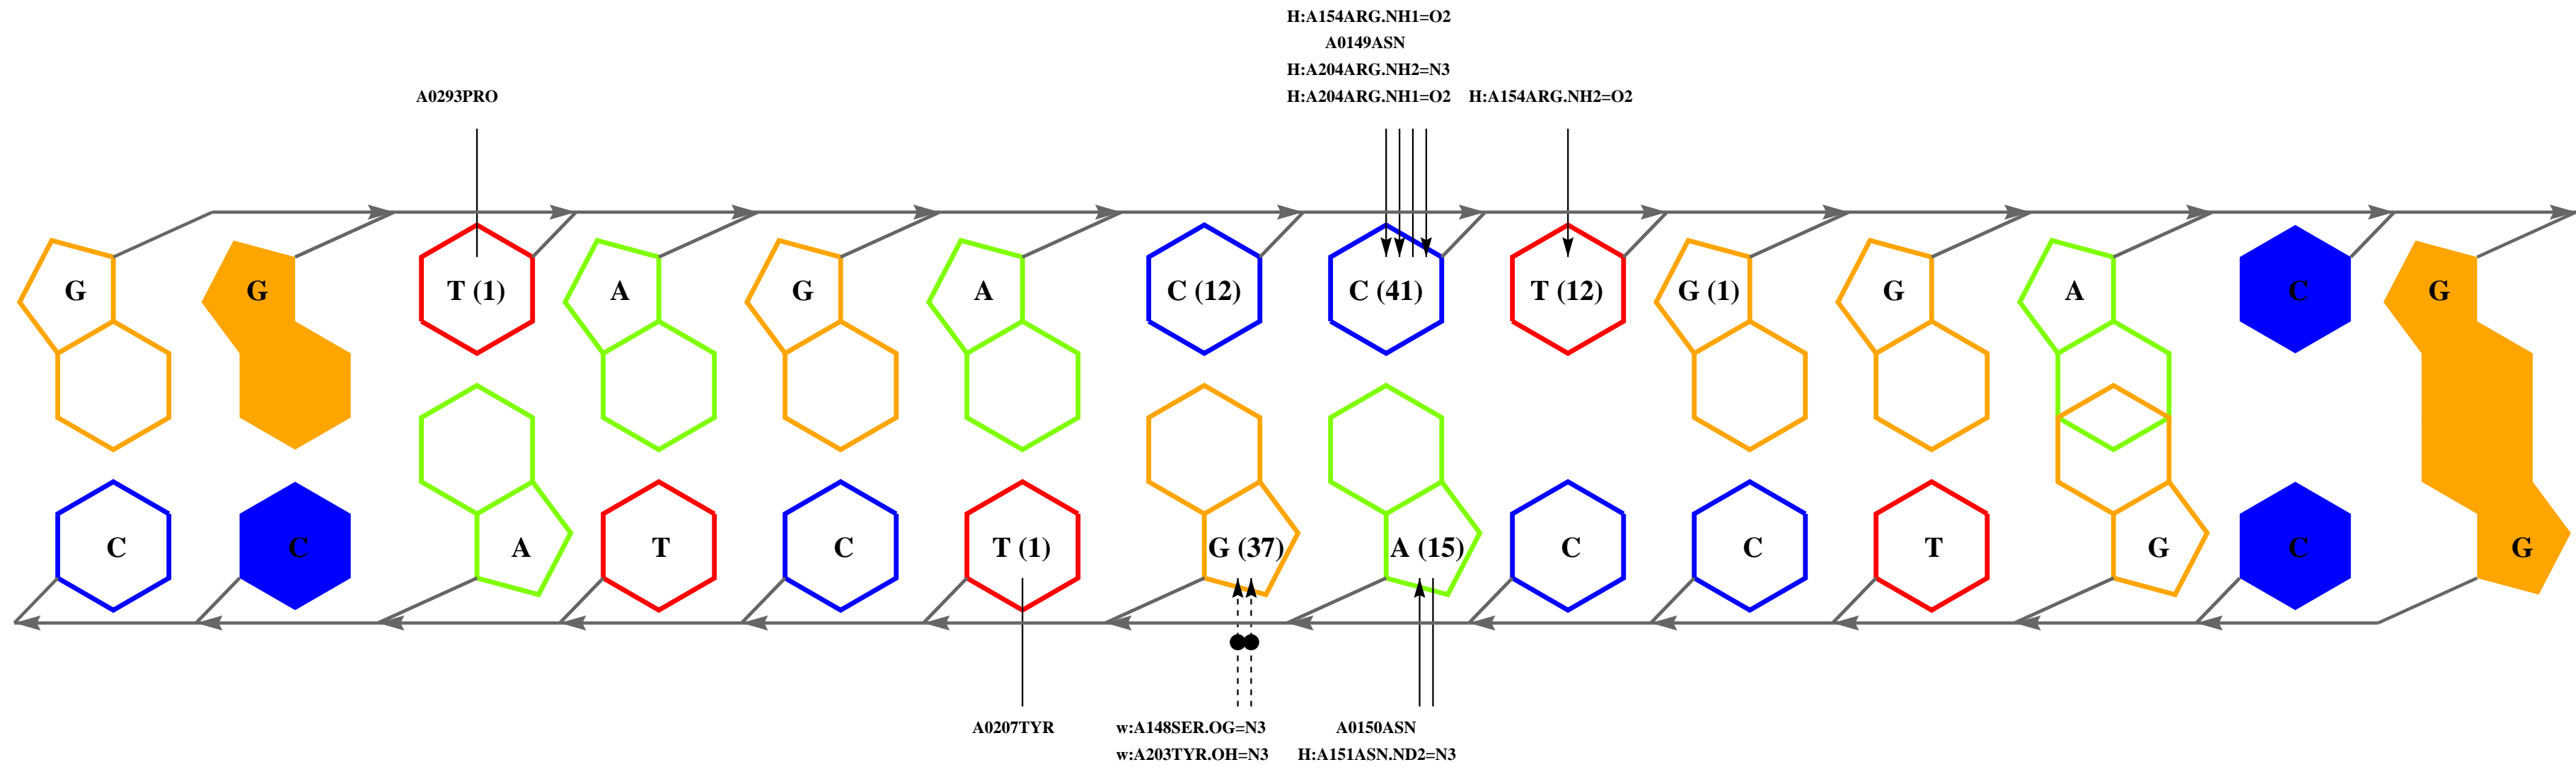 H:A154ARG.NH1=O2
A0149ASN
H:A204ARG.NH2=N3
A0293PRO H:A204ARG.NH1=O2 H:A154ARG.NH2=O2
G G T (1) A G A C (12) C (41) T (12) G (1) G A C G
C C A T C T (1) G (37) A (15) C C T G C G
A0207TYR w:A148SER.OG=N3 A0150ASN
w:A203TYR.OH=N3 H:A151ASN.ND2=N3